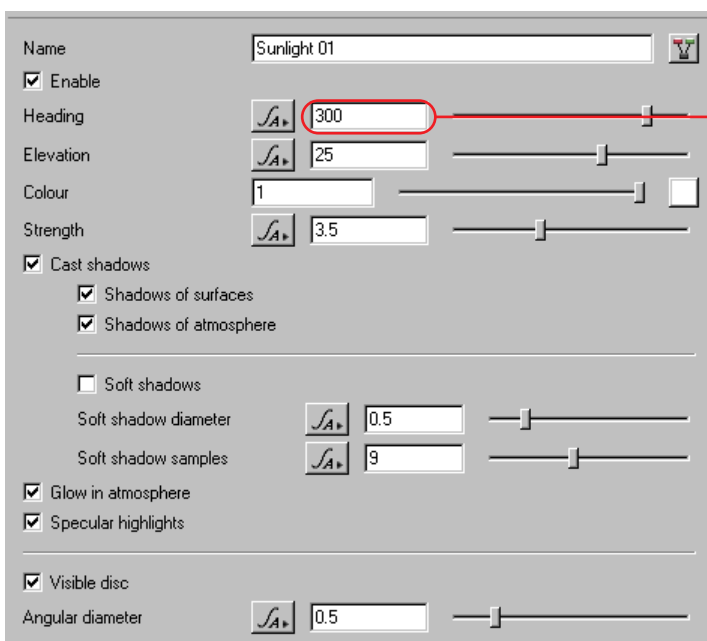 Name Sunlight 01
Enable
Heading 300
Elevation 25
Colour 1
Strength 3.5
Cast shadows
Shadows of surfaces
Shadows of atmosphere
Soft shadows
Soft shadow diameter 0.5
Soft shadow samples 9
Glow in atmosphere
Specular highlights
Visible disc
Angular diameter 0.5